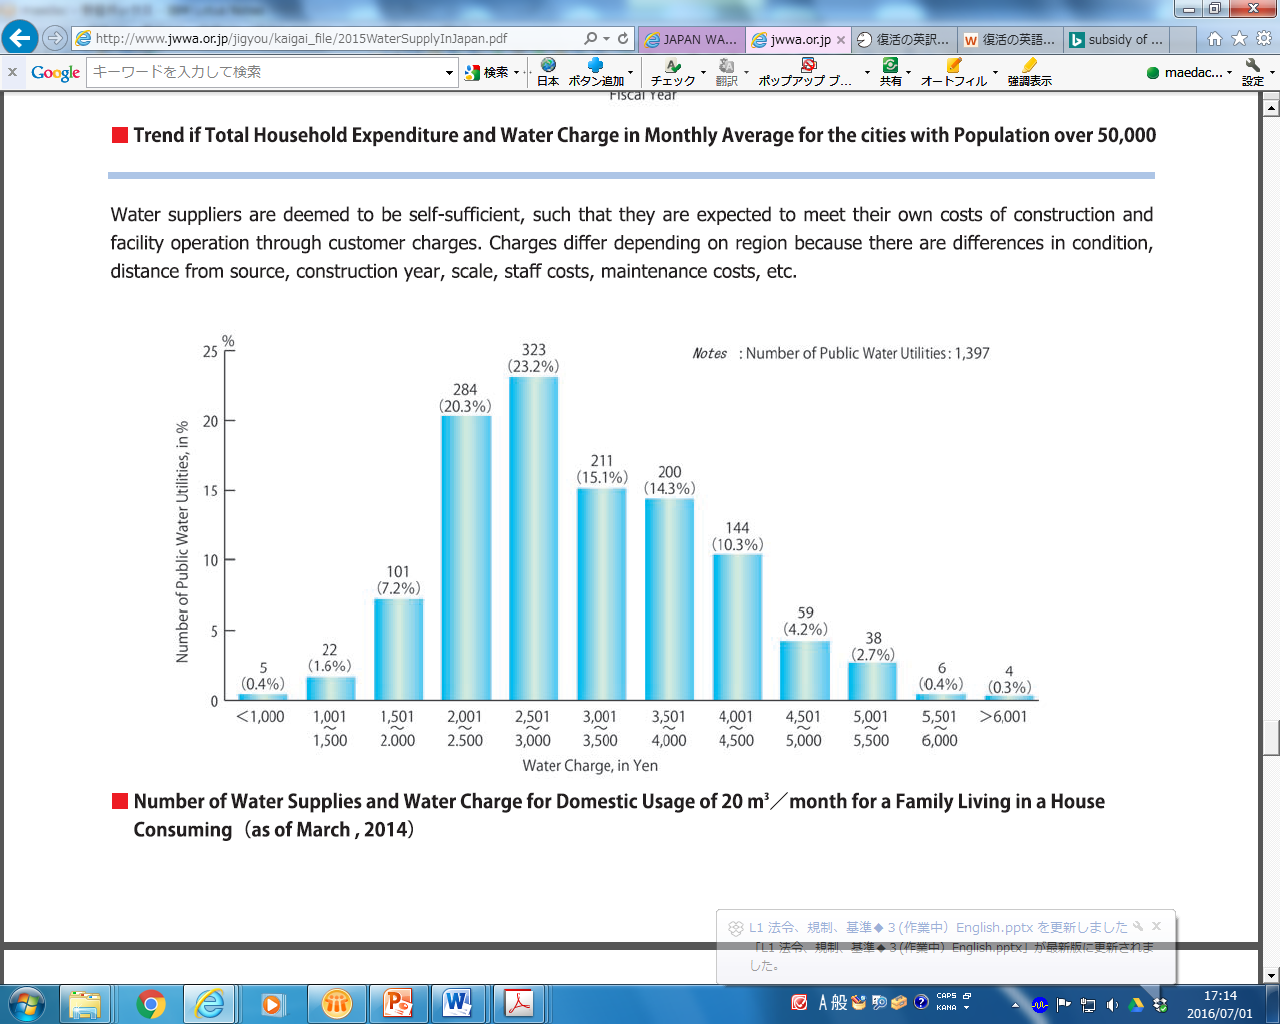 http://www.jwwa.or.jp/jigyou/kaigai_file/2015WaterSupplyInJapan.pdf
JAPAN WA...
jwwa.or.jp
復活の英訳...
復活の英語...
subsidy of ...
Google
キーワードを入力して検索
検索
日本
ボタン追加
チェック
翻訳
ポップアップ ブ...
共有
オートフィル
強調表示
maedac...
設定
Fiscal Year
Trend if Total Household Expenditure and Water Charge in Monthly Average for the cities with Population over 50,000
Water suppliers are deemed to be self-sufficient, such that they are expected to meet their own costs of construction and
facility operation through customer charges. Charges differ depending on region because there are differences in condition,
distance from source, construction year, scale, staff costs, maintenance costs, etc.
Notes : Number of Public Water Utilities : 1,397
Number of Public Water Utilities, in %
%
25
20
15
10
5
0
5
(0.4%)
22
(1.6%)
101
(7.2%)
284
(20.3%)
323
(23.2%)
211
(15.1%)
200
(14.3%)
144
(10.3%)
59
(4.2%)
38
(2.7%)
6
(0.4%)
4
(0.3%)
<1,000
1,001 ~ 1,500
1,501 ~ 2.000
2,001 ~ 2.500
2,501 ~ 3,000
3,001 ~ 3,500
3,501 ~ 4,000
4,001 ~ 4,500
4,501 ~ 5,000
5,001 ~ 5,500
5,501 ~ 6,000
>6,001
Water Charge, in Yen
Number of Water Supplies and Water Charge for Domestic Usage of 20 m³／month for a Family Living in a House
Consuming（as of March , 2014）
L1 法令、規制、基準◆3(作業中）English.pptx を更新しました
「L1 法令、規制、基準◆3(作業中）English.pptx」が最新版に更新されま
した。
A 般
CAPS
KANA
17:14
2016/07/01